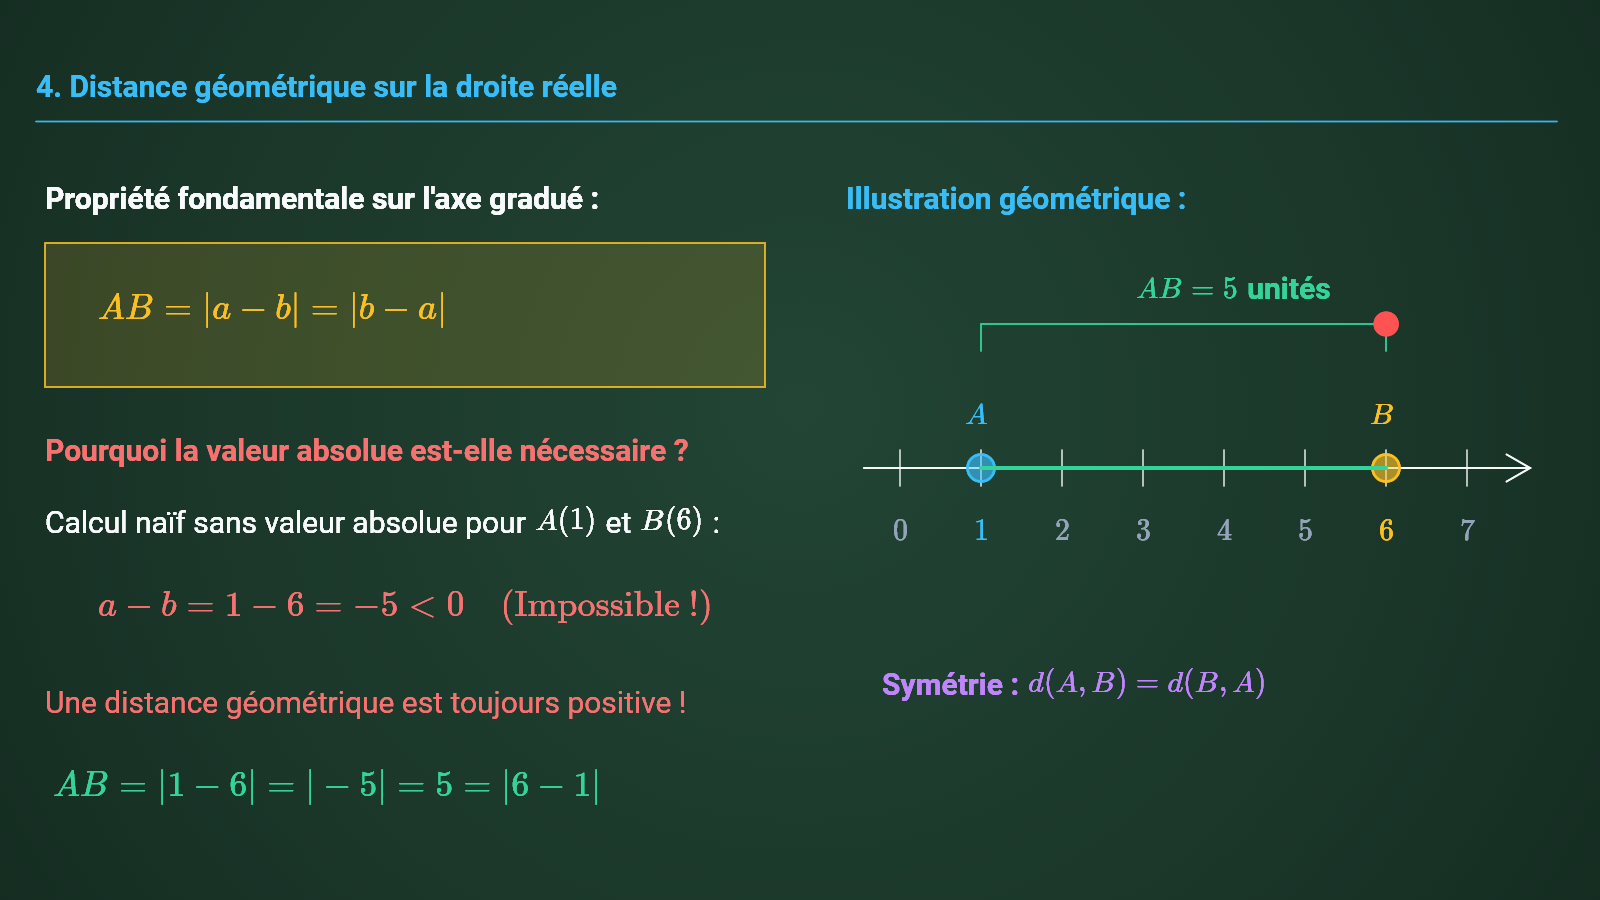 4. Distance géométrique sur la droite réelle
Propriété fondamentale sur l'axe gradué :
AB = |a − b| = |b − a|
Pourquoi la valeur absolue est-elle nécessaire ?
Calcul naïf sans valeur absolue pour A(1) et B(6) :
a − b = 1 − 6 = −5 < 0 (Impossible !)
Une distance géométrique est toujours positive !
AB = |1 − 6| = | − 5| = 5 = |6 − 1|
Illustration géométrique :
AB = 5 unités
A B
0 1 2 3 4 5 6 7
Symétrie : d(A, B) = d(B, A)